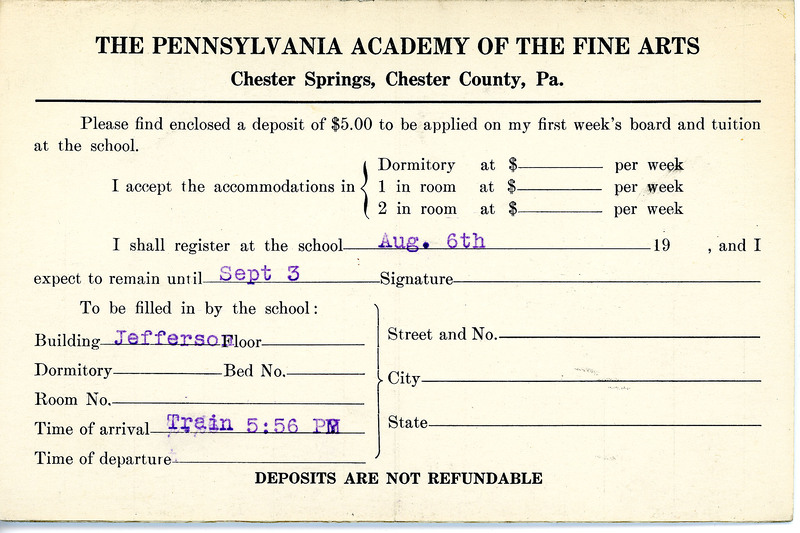 THE PENNSYLVANIA ACADEMY OF THE FINE ARTS
Chester Springs, Chester County, Pa.
Please find enclosed a deposit of $5.00 to be applied on my first week's board and tuition
at the school.
I accept the accommodations in
Dormitory at $ per week
1 in room at $ per week
2 in room at $ per week
I shall register at the school Aug. 6th 19 , and I
expect to remain until Sept 3 Signature
To be filled in by the school:
Building Jefferson Floor
Dormitory Bed No.
Room No.
Time of arrival Train 5:56 PM
Time of departure
Street and No.
City
State
DEPOSITS ARE NOT REFUNDABLE